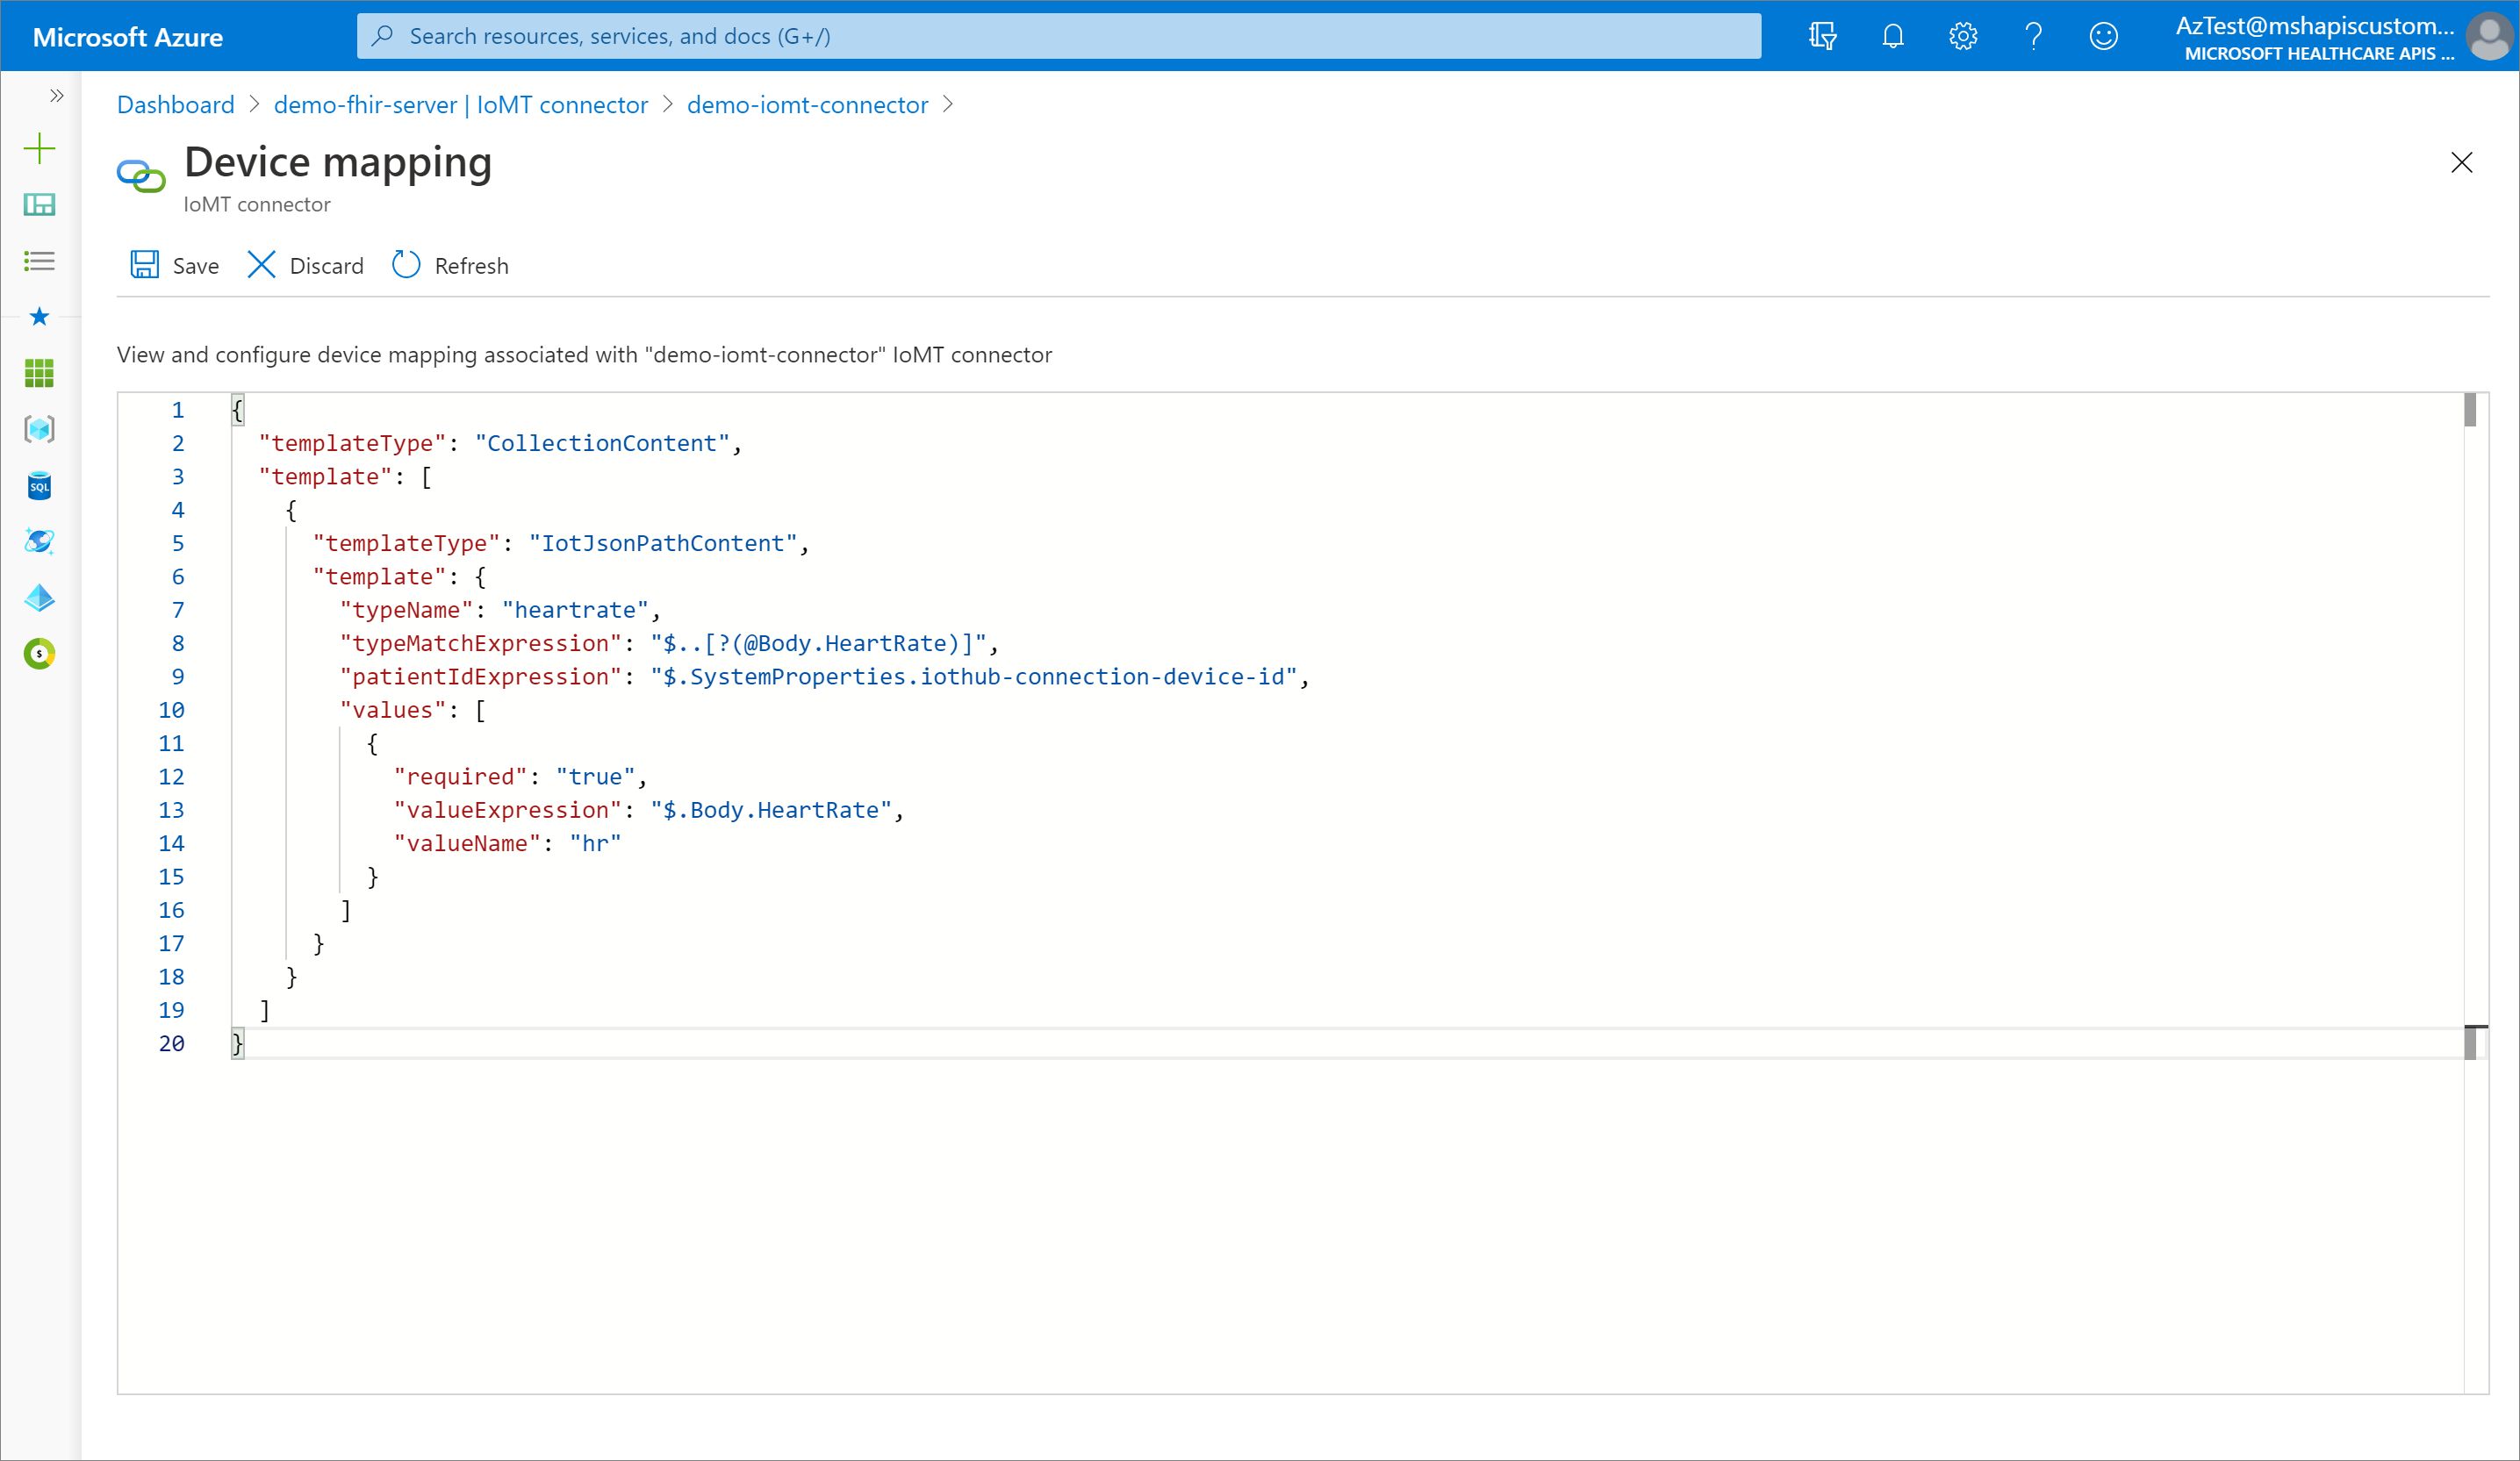 Microsoft Azure
Search resources, services, and docs (G+/)
AzTest@mshapiscustom...
MICROSOFT HEALTHCARE APIS ...
Dashboard > demo-fhir-server | IoMT connector > demo-iomt-connector >
Device mapping
IoMT connector
Save Discard Refresh
View and configure device mapping associated with "demo-iomt-connector" IoMT connector
1 {
2 "templateType": "CollectionContent",
3 "template": [
4 {
5 "templateType": "IotJsonPathContent",
6 "template": {
7 "typeName": "heartrate",
8 "typeMatchExpression": "$..[?(@Body.HeartRate)]",
9 "patientIdExpression": "$.SystemProperties.iothub-connection-device-id",
10 "values": [
11 {
12 "required": "true",
13 "valueExpression": "$.Body.HeartRate",
14 "valueName": "hr"
15 }
16 ]
17 }
18 }
19 ]
20 }
SQL
$